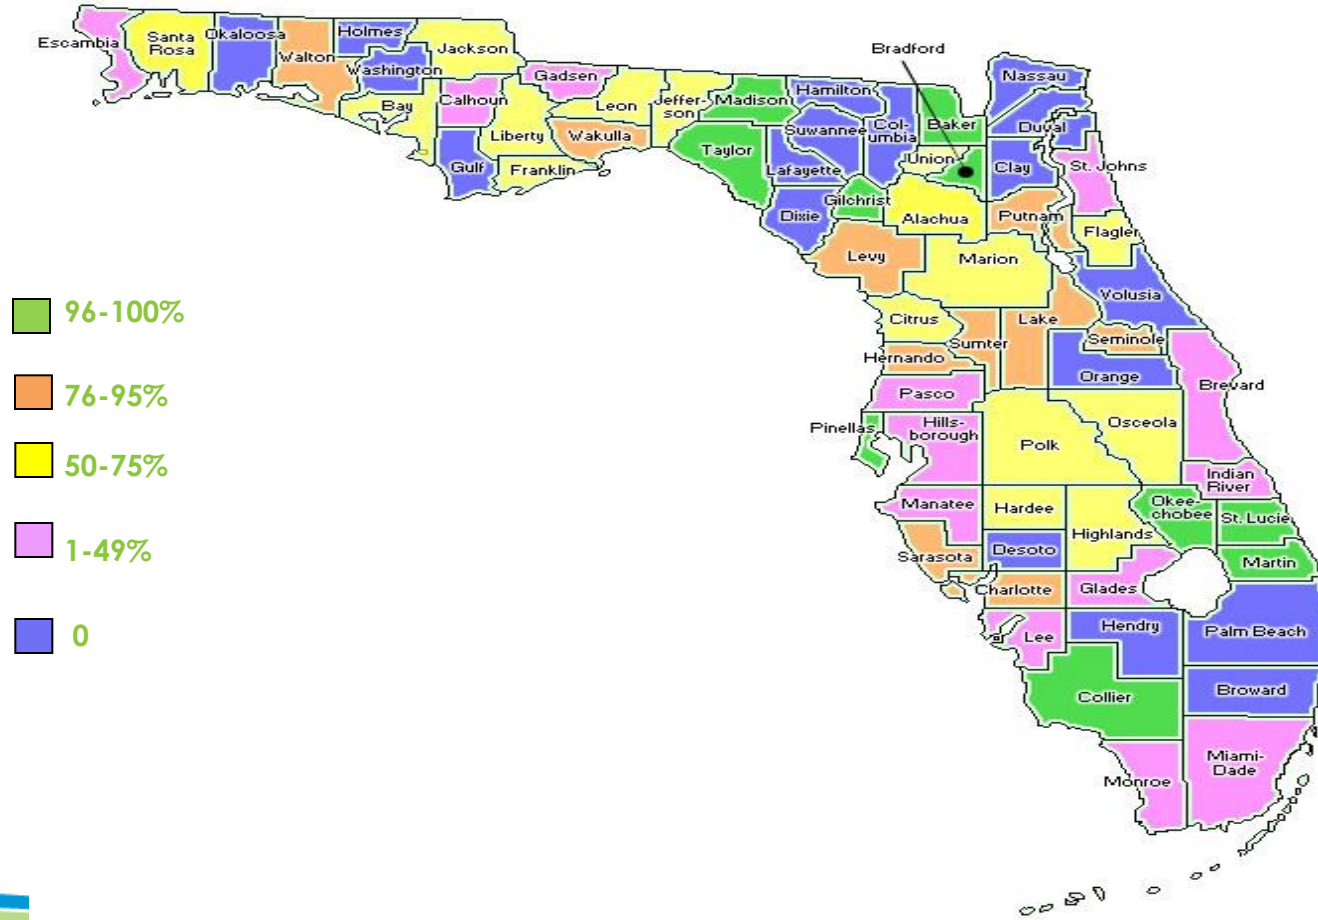 Bradford
Escambia
Santa
Rosa
Okaloosa
Walton
Holmes
Washington
Jackson
Bay
Calhoun
Gulf
Gadsen
Liberty
Franklin
Leon
Wakulla
Jeffer-
son
Madison
Taylor
Hamilton
Suwannee
Lafayette
Dixie
Col-
umbia
Gilchrist
Baker
Union
Nassau
Duval
Clay
St. Johns
Alachua
Putnam
Flagler
Levy
Marion
Volusia
Citrus
Sumter
Lake
Seminole
Hernando
Orange
Brevard
Pasco
Pinellas
Hills-
borough
Polk
Osceola
Indian
River
Manatee
Hardee
Highlands
Okee-
chobee
St. Lucie
Sarasota
Desoto
Martin
Charlotte
Glades
Lee
Hendry
Palm Beach
Collier
Broward
Monroe
Miami-
Dade
96-100%
76-95%
50-75%
1-49%
0